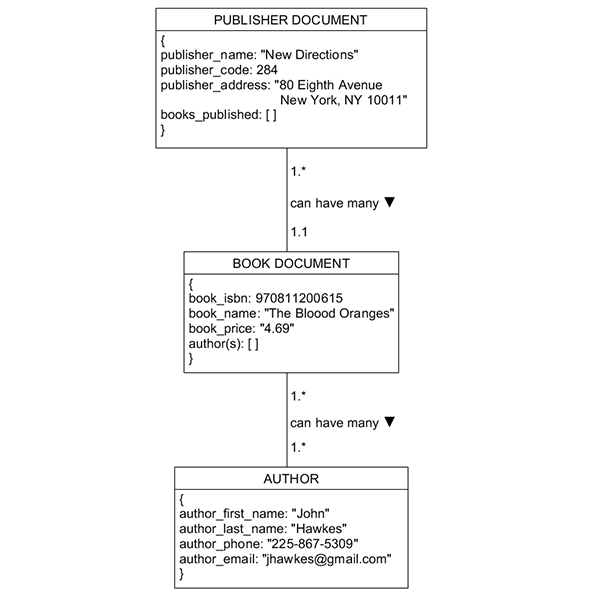 PUBLISHER DOCUMENT
{
publisher_name: "New Directions"
publisher_code: 284
publisher_address: "80 Eighth Avenue
New York, NY 10011"
books_published: [ ]
}
1.*
can have many ▼
1.1
BOOK DOCUMENT
{
book_isbn: 970811200615
book_name: "The Bloood Oranges"
book_price: "4.69"
author(s): [ ]
}
1.*
can have many ▼
1.*
AUTHOR
{
author_first_name: "John"
author_last_name: "Hawkes"
author_phone: "225-867-5309"
author_email: "jhawkes@gmail.com"
}